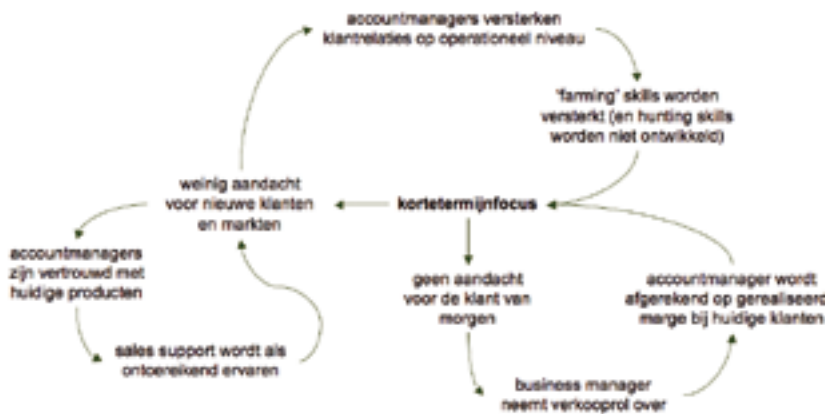 accountmanagers versterken
klantrelaties op operationeel niveau
'farming' skills worden
versterkt (en hunting skills
worden niet ontwikkeld)
weinig aandacht
voor nieuwe klanten
en markten
kortetermijnfocus
accountmanagers
zijn vertrouwd met
huidige producten
geen aandacht
voor de klant van
morgen
accountmanager wordt
afgerekend op gerealiseerd
marge bij huidige klanten
sales support wordt als
ontoereikend ervaren
business manager
neemt verkooprol over